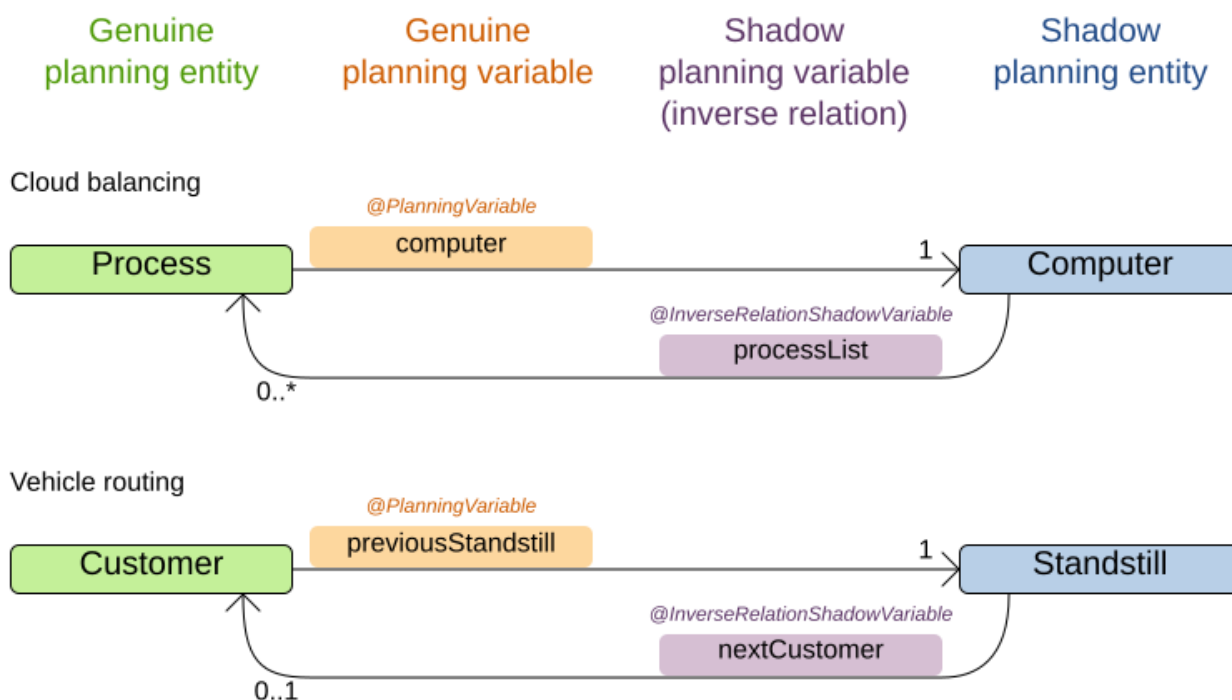 Genuine
planning entity
Genuine
planning variable
Shadow
planning variable
(inverse relation)
Shadow
planning entity
Cloud balancing
@PlanningVariable
computer
Process
1
Computer
@InverseRelationShadowVariable
processList
0..*
Vehicle routing
@PlanningVariable
previousStandstill
Customer
1
Standstill
@InverseRelationShadowVariable
nextCustomer
0..1